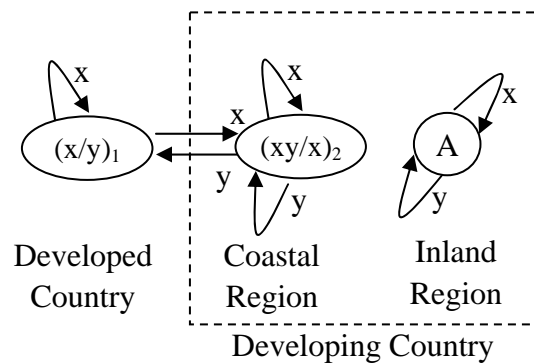 x
x
x
(x/y)₁
x
(xy/x)₂
A
y
y
y
Developed
Country
Coastal
Region
Inland
Region
Developing Country